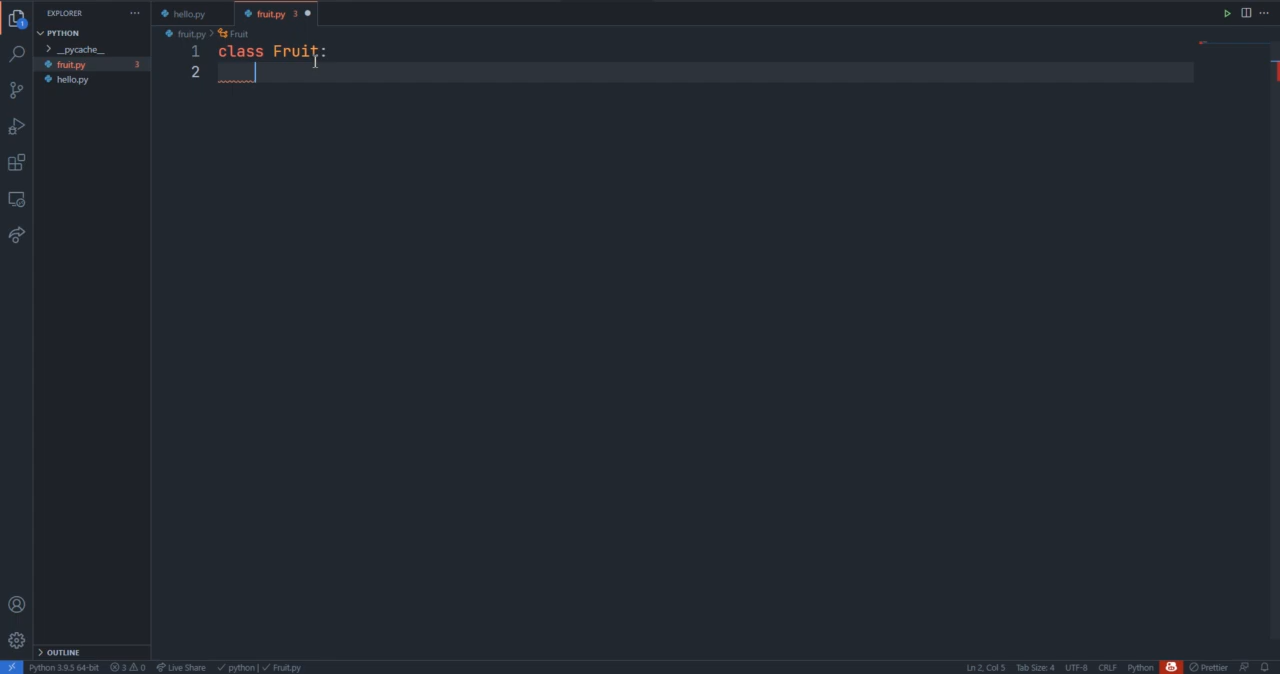 EXPLORER
hello.py
fruit.py 3
PYTHON
fruit.py > Fruit
__pycache__
1 class Fruit:
fruit.py 3
2
hello.py
1
OUTLINE
Python 3.9.5 64-bit 3 0 Live Share python | Fruit.py Ln 2, Col 5 Tab Size: 4 UTF-8 CRLF Python Prettier